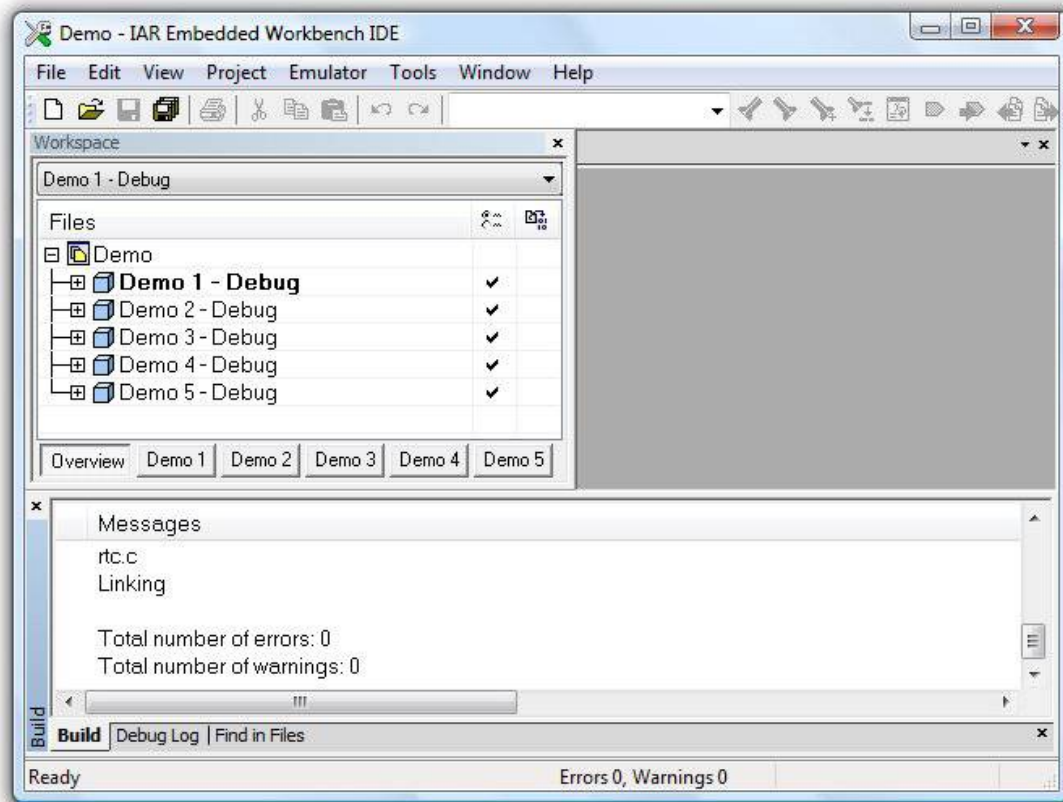 Demo - IAR Embedded Workbench IDE
File Edit View Project Emulator Tools Window Help
Workspace
Demo 1 - Debug
Files
Demo
Demo 1 - Debug
Demo 2 - Debug
Demo 3 - Debug
Demo 4 - Debug
Demo 5 - Debug
Overview Demo 1 Demo 2 Demo 3 Demo 4 Demo 5
Messages
rtc.c
Linking
Total number of errors: 0
Total number of warnings: 0
Build
Build Debug Log Find in Files
Ready Errors 0, Warnings 0